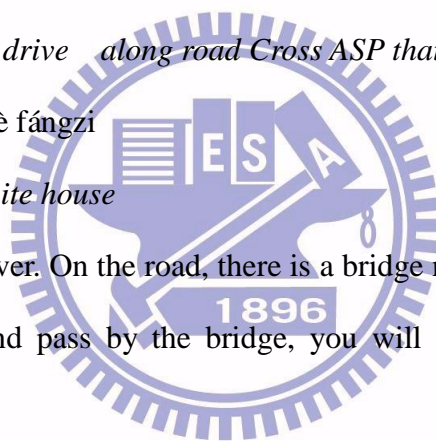 drive along road Cross ASP that
è fángzi
ite house
ver. On the road, there is a bridge
nd pass by the bridge, you will
ESA
1896